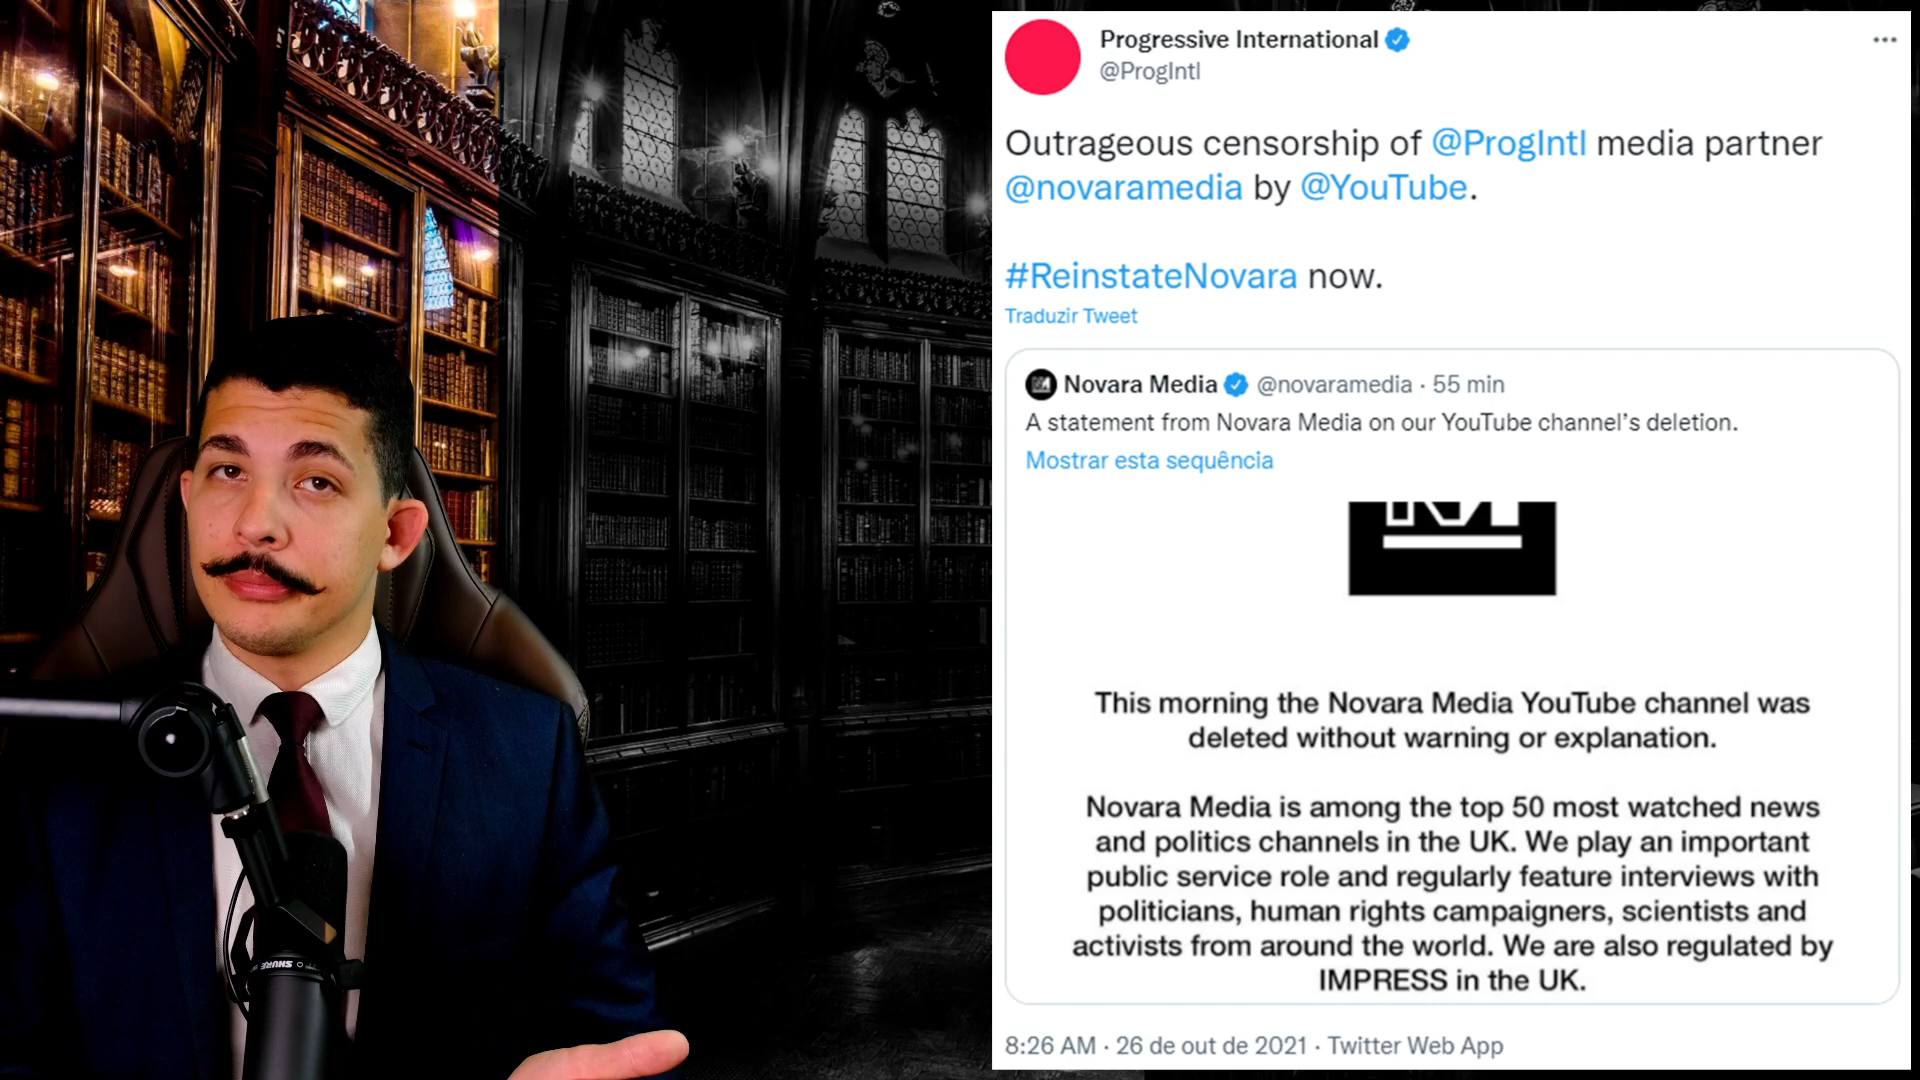 Progressive International
@ProgIntl
Outrageous censorship of @ProgIntl media partner
@novaramedia by @YouTube.
#ReinstateNovara now.
Traduzir Tweet
Novara Media @novaramedia · 55 min
A statement from Novara Media on our YouTube channel's deletion.
Mostrar esta sequência
This morning the Novara Media YouTube channel was
deleted without warning or explanation.
Novara Media is among the top 50 most watched news
and politics channels in the UK. We play an important
public service role and regularly feature interviews with
politicians, human rights campaigners, scientists and
activists from around the world. We are also regulated by
IMPRESS in the UK.
8:26 AM · 26 de out de 2021 · Twitter Web App
SHURE